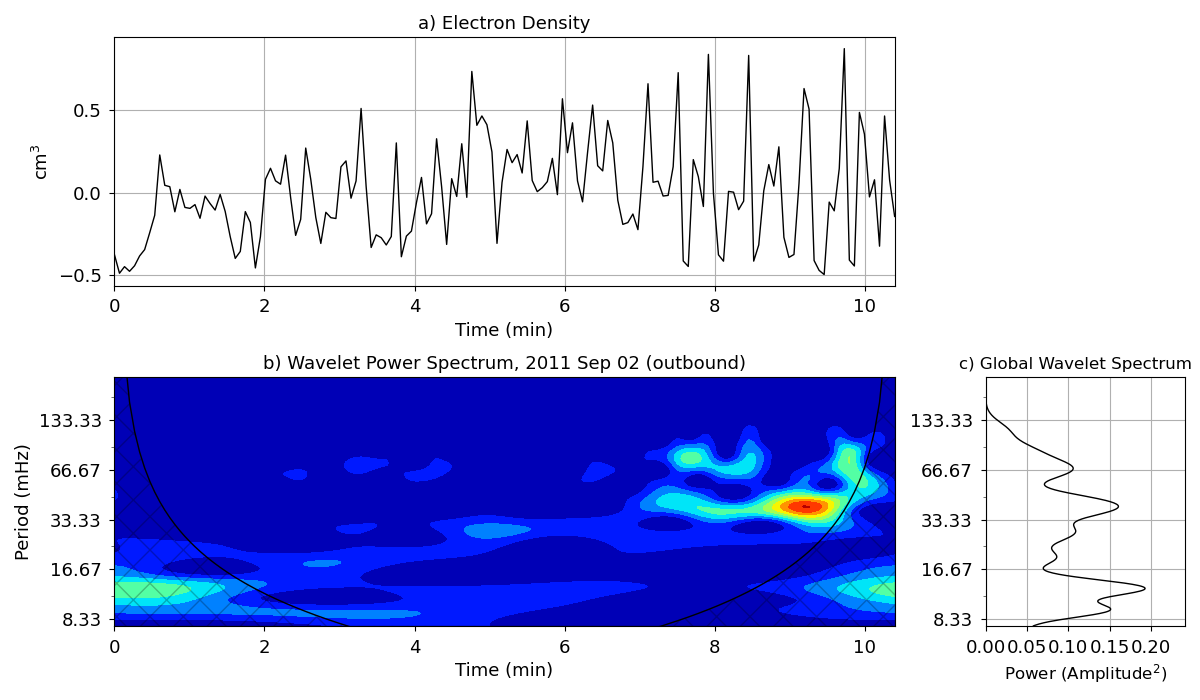 a) Electron Density
cm³
0.5
0.0
−0.5
0 2 4 6 8 10
Time (min)
b) Wavelet Power Spectrum, 2011 Sep 02 (outbound)
Period (mHz)
133.33
66.67
33.33
16.67
8.33
0 2 4 6 8 10
Time (min)
c) Global Wavelet Spectrum
133.33
66.67
33.33
16.67
8.33
0.00 0.05 0.10 0.15 0.20
Power (Amplitude²)